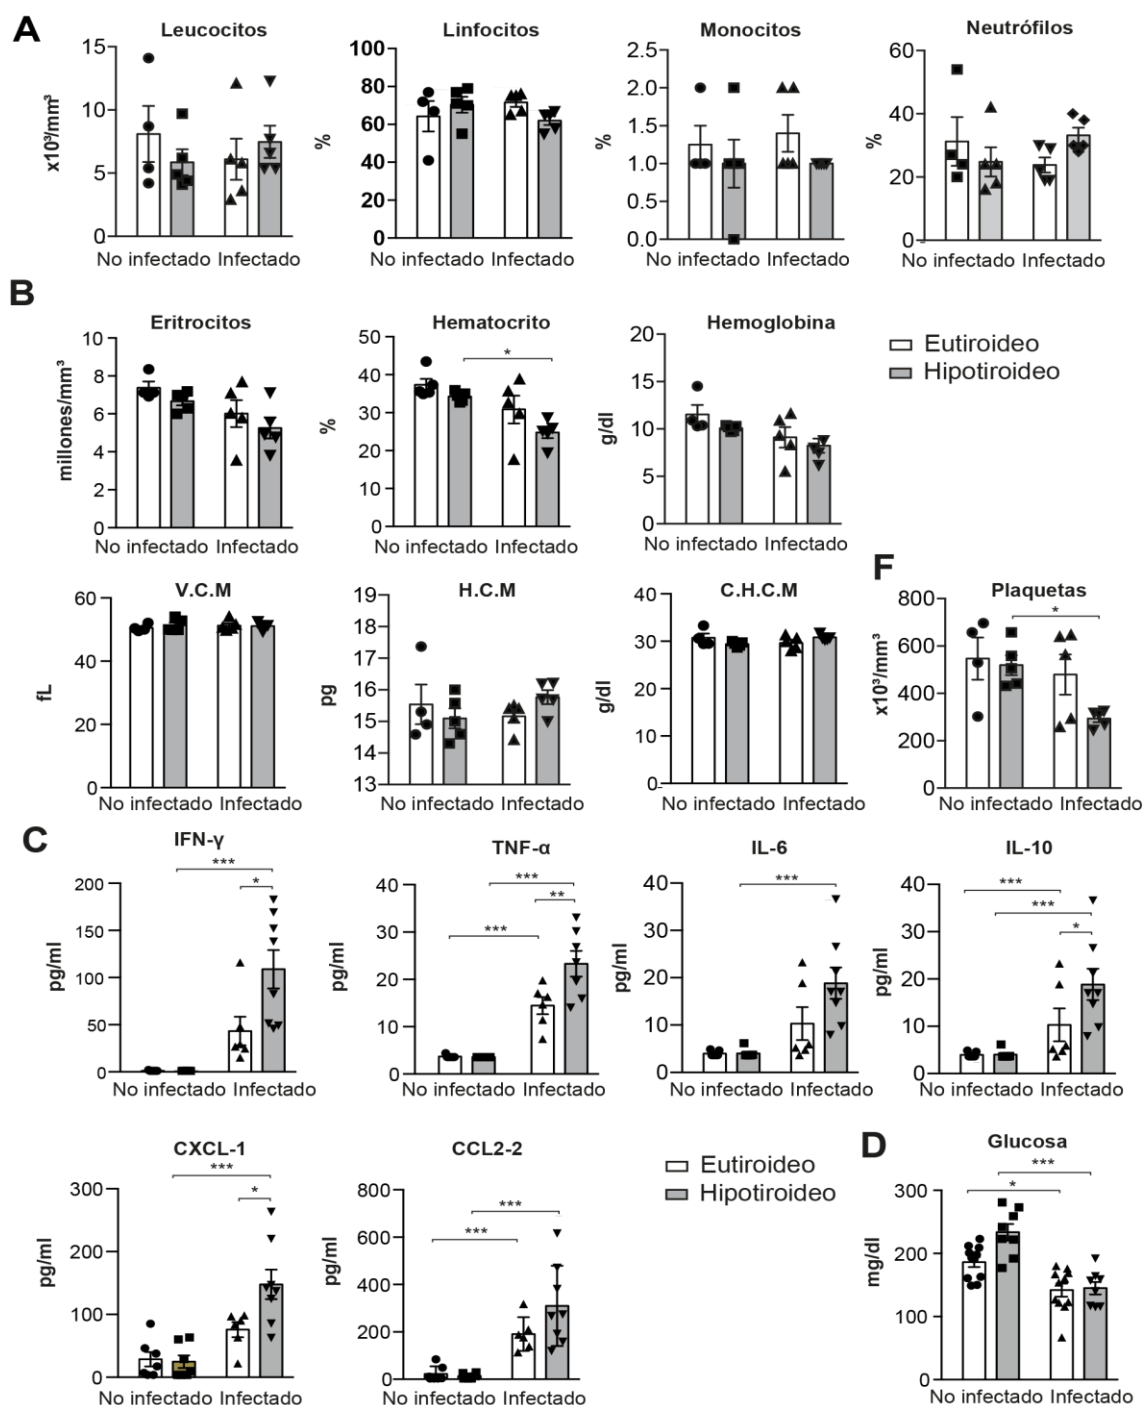 A
Leucocitos
Linfocitos
Monocitos
Neutrófilos
x10³/mm³
15
10
5
0
%
100
80
60
40
20
0
%
2.5
2.0
1.5
1.0
0.5
0.0
%
60
40
20
0
No infectado Infectado
No infectado Infectado
No infectado Infectado
No infectado Infectado
B
Eritrocitos
Hematocrito
Hemoglobina
millones/mm³
10
8
6
4
2
0
%
50
40
30
20
10
0
*
g/dl
20
15
10
5
0
Eutiroideo
Hipotiroideo
No infectado Infectado
No infectado Infectado
No infectado Infectado
V.C.M
H.C.M
C.H.C.M
fL
60
40
20
0
pg
19
18
16
15
14
13
g/dl
40
30
20
10
0
No infectado Infectado
No infectado Infectado
No infectado Infectado
F
Plaquetas
x10³/mm³
800
600
400
200
0
*
No infectado Infectado
C
IFN-γ
TNF-α
IL-6
IL-10
pg/ml
200
150
100
50
0
***
*
pg/ml
40
30
20
10
0
***
**
***
pg/ml
40
30
20
10
0
***
pg/ml
40
30
20
10
0
***
***
*
No infectado Infectado
No infectado Infectado
No infectado Infectado
No infectado Infectado
CXCL-1
CCL2-2
pg/ml
300
200
100
0
***
*
pg/ml
800
600
400
200
0
***
***
Eutiroideo
Hipotiroideo
No infectado Infectado
No infectado Infectado
D
Glucosa
mg/dl
300
200
100
0
***
*
No infectado Infectado